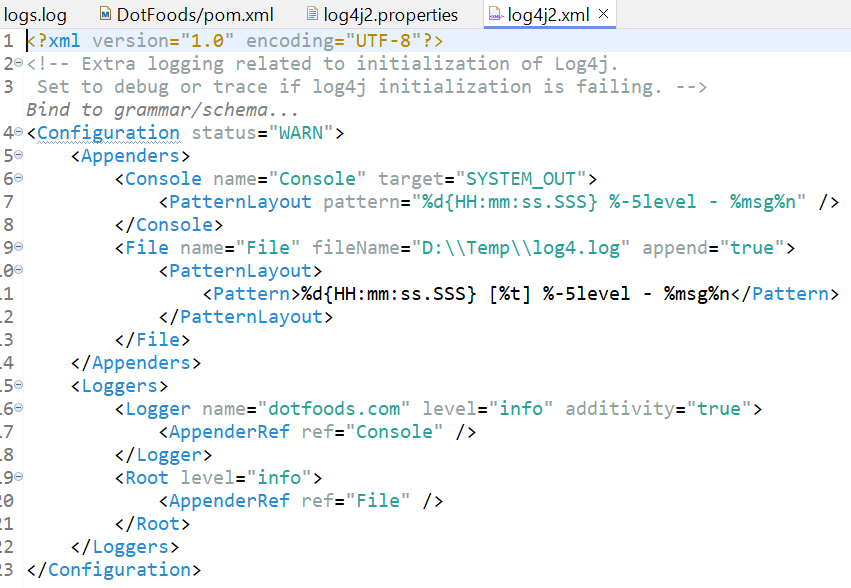 logs.log DotFoods/pom.xml log4j2.properties log4j2.xml
1 <?xml version="1.0" encoding="UTF-8"?>
2 <!-- Extra logging related to initialization of Log4j.
3  Set to debug or trace if log4j initialization is failing. -->
Bind to grammar/schema...
4 <Configuration status="WARN">
5     <Appenders>
6         <Console name="Console" target="SYSTEM_OUT">
7             <PatternLayout pattern="%d{HH:mm:ss.SSS} %-5level - %msg%n" />
8         </Console>
9         <File name="File" fileName="D:\\Temp\\log4.log" append="true">
10             <PatternLayout>
11                 <Pattern>%d{HH:mm:ss.SSS} [%t] %-5level - %msg%n</Pattern>
12             </PatternLayout>
13         </File>
14     </Appenders>
15     <Loggers>
16         <Logger name="dotfoods.com" level="info" additivity="true">
17             <AppenderRef ref="Console" />
18         </Logger>
19         <Root level="info">
20             <AppenderRef ref="File" />
21         </Root>
22     </Loggers>
23 </Configuration>